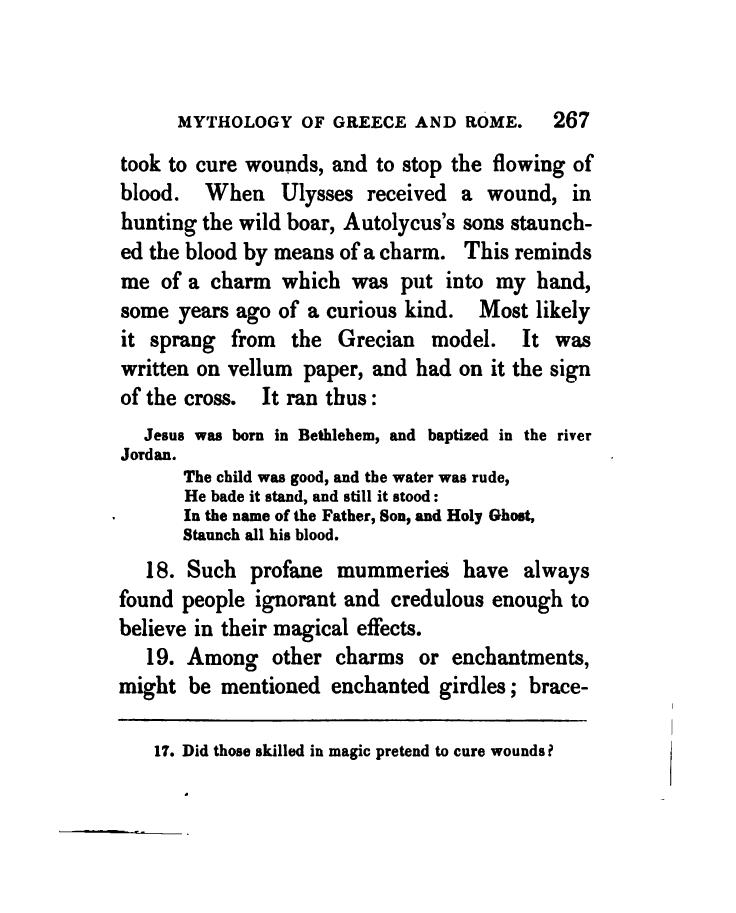 MYTHOLOGY OF GREECE AND ROME. 267
took to cure wounds, and to stop the flowing of
blood. When Ulysses received a wound, in
hunting the wild boar, Autolycus's sons staunch-
ed the blood by means of a charm. This reminds
me of a charm which was put into my hand,
some years ago of a curious kind. Most likely
it sprang from the Grecian model. It was
written on vellum paper, and had on it the sign
of the cross. It ran thus:
Jesus was born in Bethlehem, and baptized in the river
Jordan.
The child was good, and the water was rude,
He bade it stand, and still it stood:
In the name of the Father, Son, and Holy Ghost,
Staunch all his blood.
18. Such profane mummeries have always
found people ignorant and credulous enough to
believe in their magical effects.
19. Among other charms or enchantments,
might be mentioned enchanted girdles; brace-
17. Did those skilled in magic pretend to cure wounds?